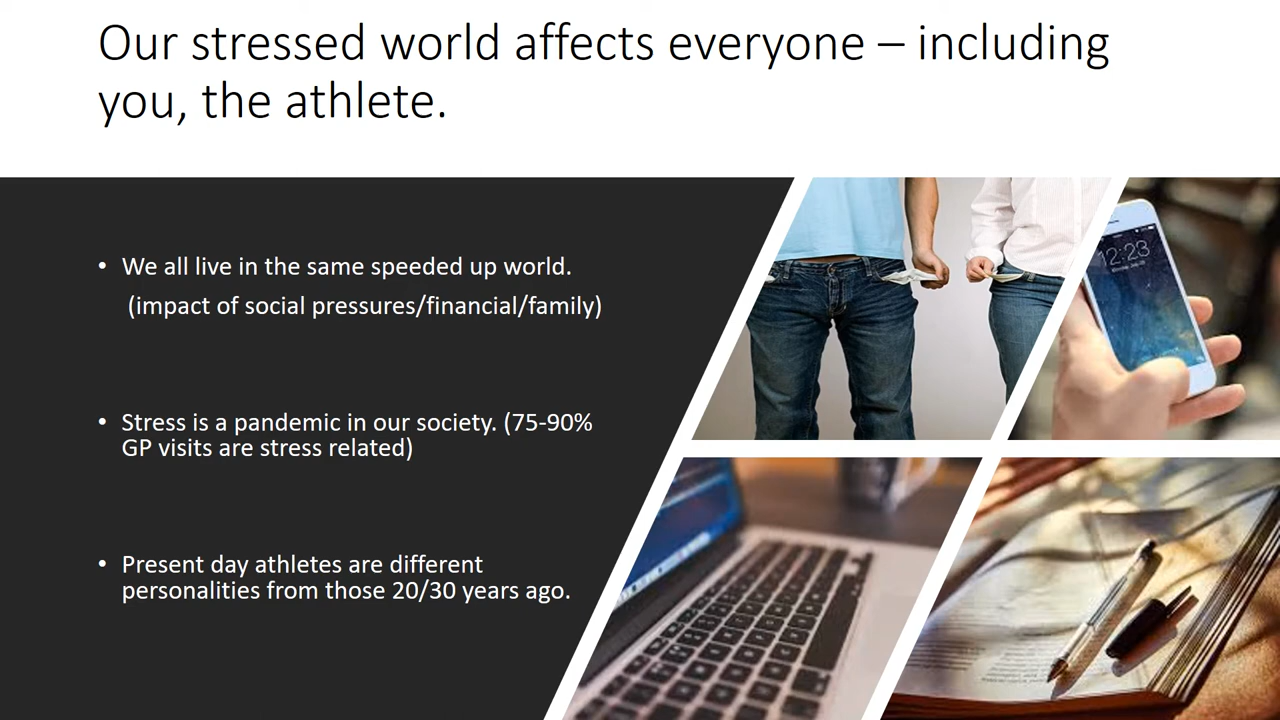 Our stressed world affects everyone – including
you, the athlete.
• We all live in the same speeded up world.
(impact of social pressures/financial/family)
• Stress is a pandemic in our society. (75-90%
GP visits are stress related)
• Present day athletes are different
personalities from those 20/30 years ago.
12:23